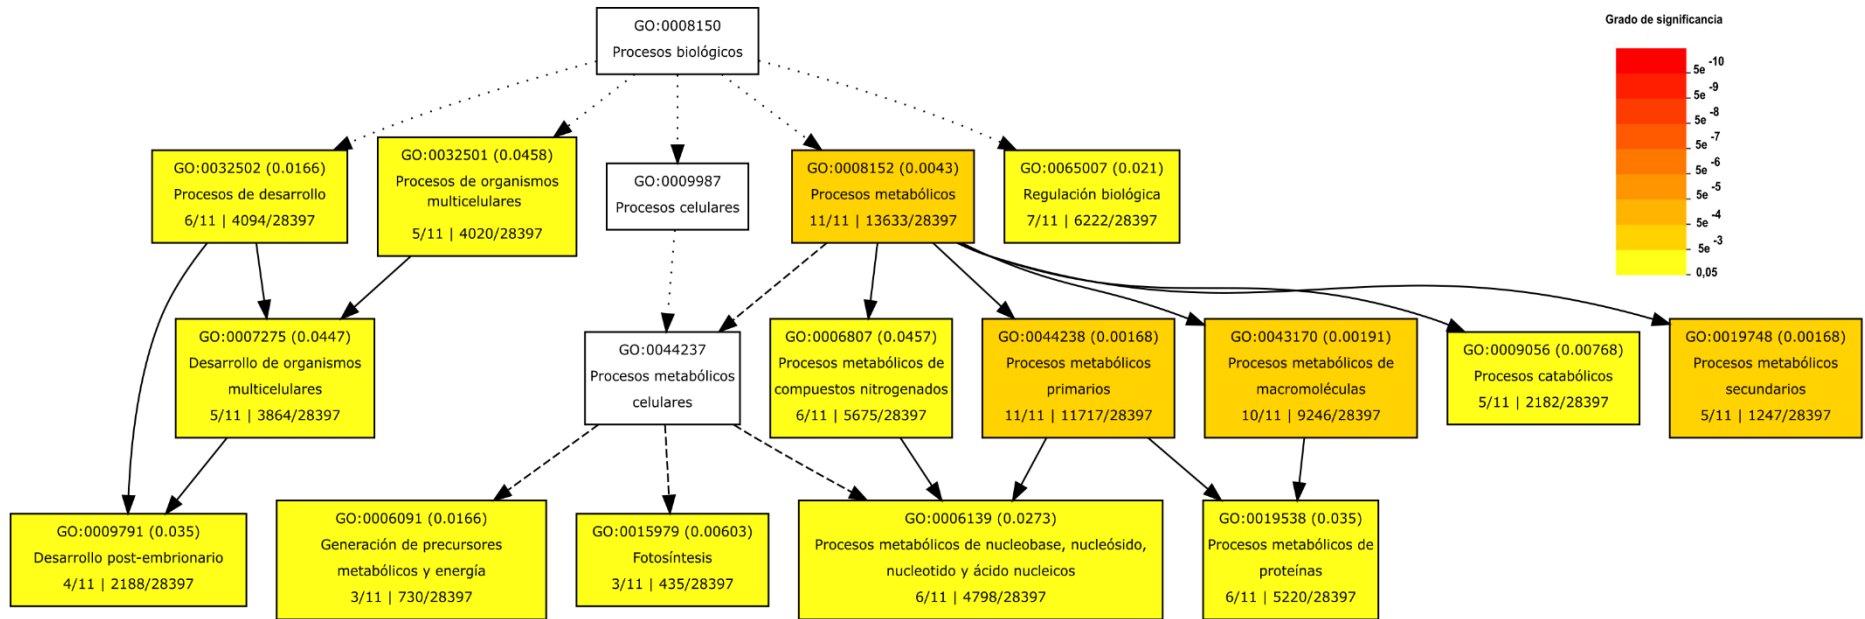 GO:0008150
Procesos biológicos
Grado de significancia
5e -10
5e -9
5e -8
5e -7
5e -6
5e -5
5e -4
5e -3
0,05
GO:0032502 (0.0166)
Procesos de desarrollo
6/11 | 4094/28397
GO:0032501 (0.0458)
Procesos de organismos
multicelulares
5/11 | 4020/28397
GO:0009987
Procesos celulares
GO:0008152 (0.0043)
Procesos metabólicos
11/11 | 13633/28397
GO:0065007 (0.021)
Regulación biológica
7/11 | 6222/28397
GO:0007275 (0.0447)
Desarrollo de organismos
multicelulares
5/11 | 3864/28397
GO:0044237
Procesos metabólicos
celulares
GO:0006807 (0.0457)
Procesos metabólicos de
compuestos nitrogenados
6/11 | 5675/28397
GO:0044238 (0.00168)
Procesos metabólicos
primarios
11/11 | 11717/28397
GO:0043170 (0.00191)
Procesos metabólicos de
macromoléculas
10/11 | 9246/28397
GO:0009056 (0.00768)
Procesos catabólicos
5/11 | 2182/28397
GO:0019748 (0.00168)
Procesos metabólicos
secundarios
5/11 | 1247/28397
GO:0009791 (0.035)
Desarrollo post-embrionario
4/11 | 2188/28397
GO:0006091 (0.0166)
Generación de precursores
metabólicos y energía
3/11 | 730/28397
GO:0015979 (0.00603)
Fotosíntesis
3/11 | 435/28397
GO:0006139 (0.0273)
Procesos metabólicos de nucleobase, nucleósido,
nucleotido y ácido nucleicos
6/11 | 4798/28397
GO:0019538 (0.035)
Procesos metabólicos de
proteínas
6/11 | 5220/28397